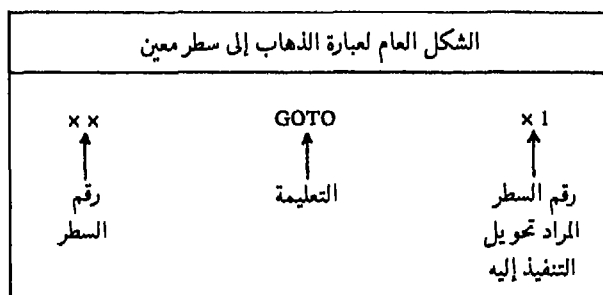 الشكل العام لعبارة الذهاب إلى سطر معين
× × GOTO × 1
رقم التعليمة رقم السطر
السطر المراد تحويل
التنفيذ إليه